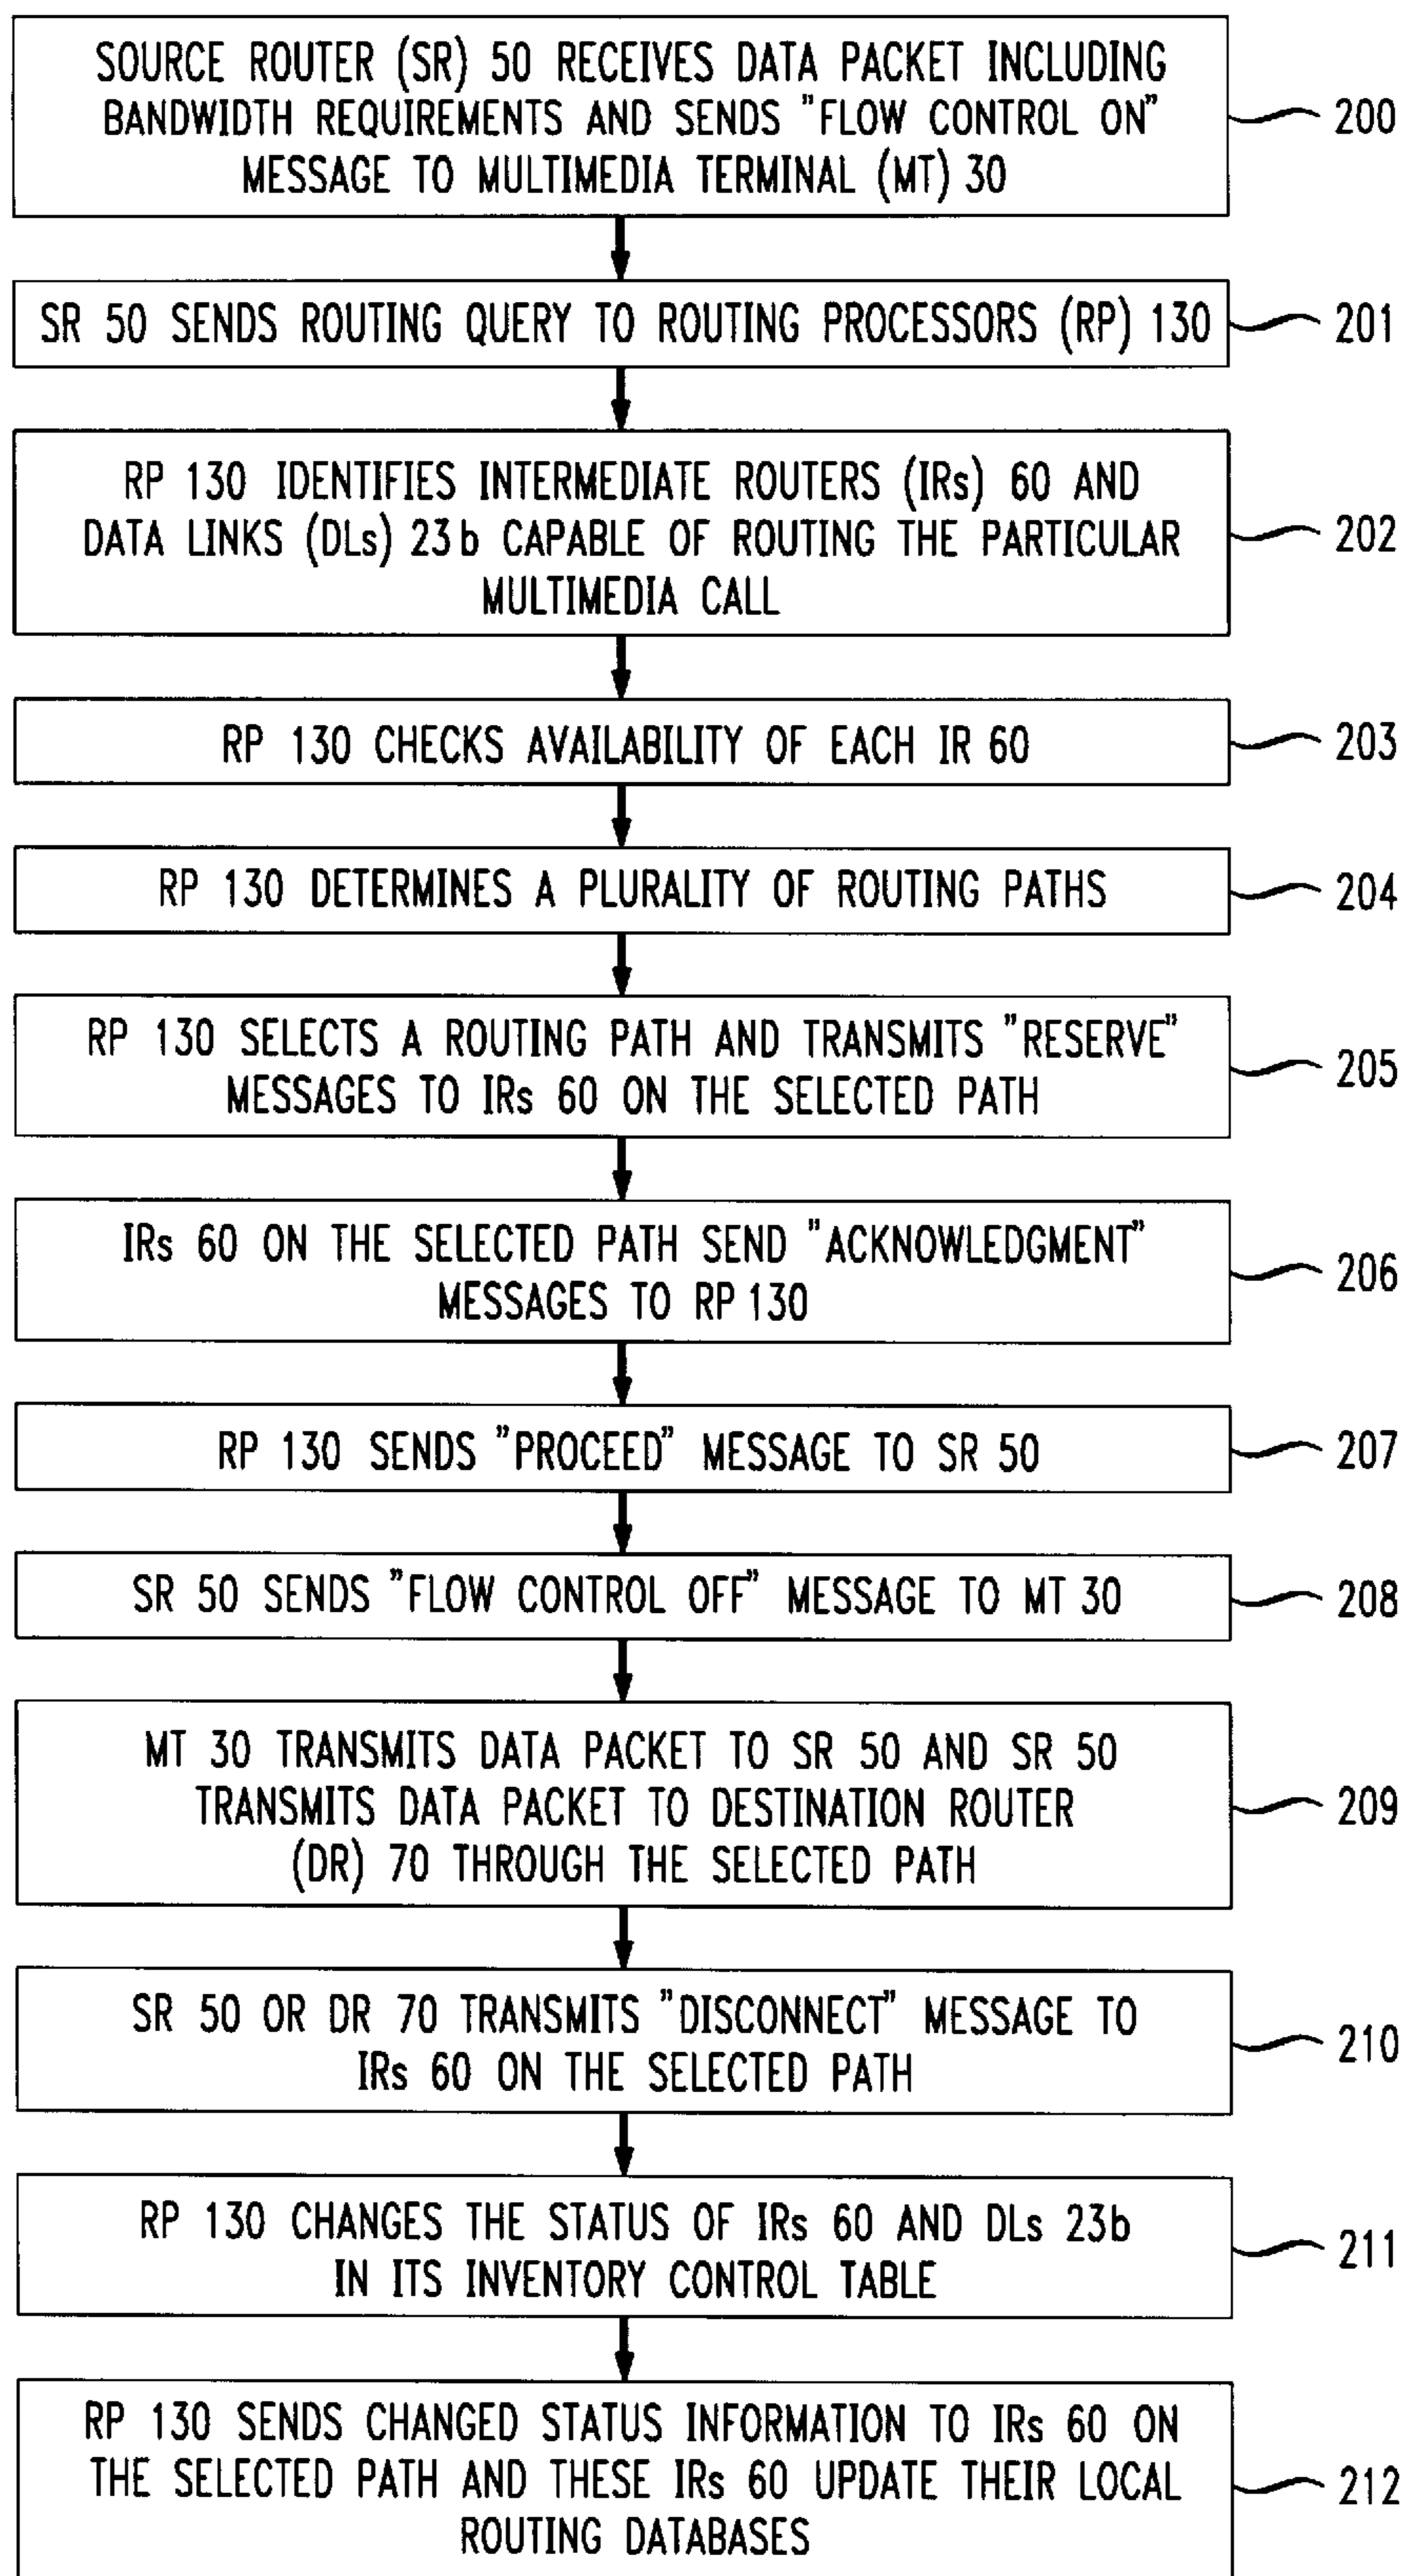 SOURCE ROUTER (SR) 50 RECEIVES DATA PACKET INCLUDING
BANDWIDTH REQUIREMENTS AND SENDS "FLOW CONTROL ON"
MESSAGE TO MULTIMEDIA TERMINAL (MT) 30
200
SR 50 SENDS ROUTING QUERY TO ROUTING PROCESSORS (RP) 130
201
RP 130 IDENTIFIES INTERMEDIATE ROUTERS (IRs) 60 AND
DATA LINKS (DLs) 23b CAPABLE OF ROUTING THE PARTICULAR
MULTIMEDIA CALL
202
RP 130 CHECKS AVAILABILITY OF EACH IR 60
203
RP 130 DETERMINES A PLURALITY OF ROUTING PATHS
204
RP 130 SELECTS A ROUTING PATH AND TRANSMITS "RESERVE"
MESSAGES TO IRs 60 ON THE SELECTED PATH
205
IRs 60 ON THE SELECTED PATH SEND "ACKNOWLEDGMENT"
MESSAGES TO RP 130
206
RP 130 SENDS "PROCEED" MESSAGE TO SR 50
207
SR 50 SENDS "FLOW CONTROL OFF" MESSAGE TO MT 30
208
MT 30 TRANSMITS DATA PACKET TO SR 50 AND SR 50
TRANSMITS DATA PACKET TO DESTINATION ROUTER
(DR) 70 THROUGH THE SELECTED PATH
209
SR 50 OR DR 70 TRANSMITS "DISCONNECT" MESSAGE TO
IRs 60 ON THE SELECTED PATH
210
RP 130 CHANGES THE STATUS OF IRs 60 AND DLs 23b
IN ITS INVENTORY CONTROL TABLE
211
RP 130 SENDS CHANGED STATUS INFORMATION TO IRs 60 ON
THE SELECTED PATH AND THESE IRs 60 UPDATE THEIR LOCAL
ROUTING DATABASES
212